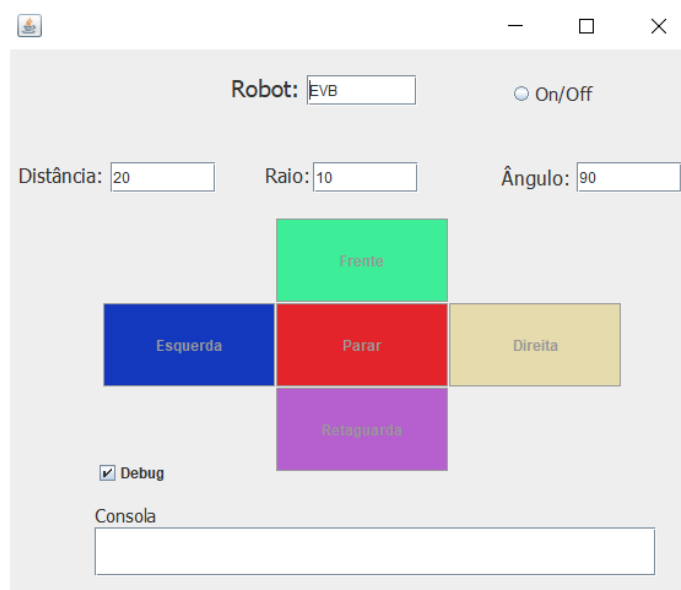 Robot: EVB On/Off
Distância: 20 Raio: 10 Ângulo: 90
Frente
Esquerda Parar Direita
Retaguarda
Debug
Consola